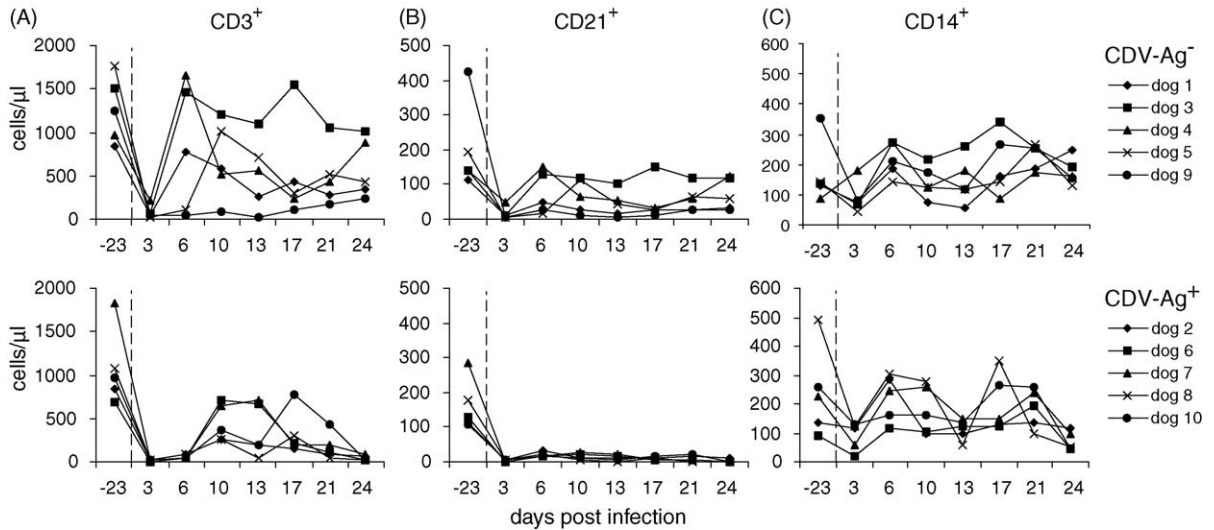 (A) CD3⁺ (B) CD21⁺ (C) CD14⁺
cells/µl
2000
1500
1000
500
0
-23 3 6 10 13 17 21 24
500
400
300
200
100
0
-23 3 6 10 13 17 21 24
600
500
400
300
200
100
0
-23 3 6 10 13 17 21 24
CDV-Ag⁻
dog 1
dog 3
dog 4
dog 5
dog 9
cells/µl
2000
1500
1000
500
0
-23 3 6 10 13 17 21 24
500
400
300
200
100
0
-23 3 6 10 13 17 21 24
600
500
400
300
200
100
0
-23 3 6 10 13 17 21 24
CDV-Ag⁺
dog 2
dog 6
dog 7
dog 8
dog 10
days post infection